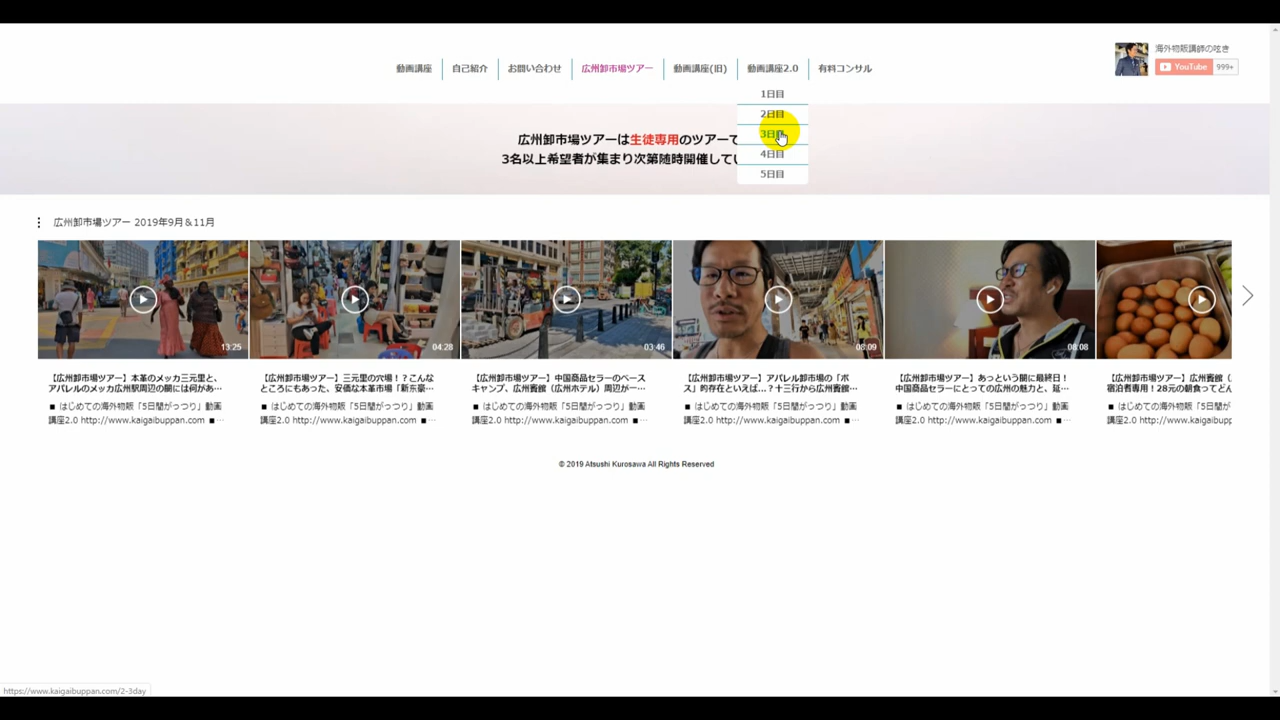 海外物販講師の呟き
YouTube 999+
動画講座 自己紹介 お問い合わせ 広州卸市場ツアー 動画講座(旧) 動画講座2.0 有料コンサル
1日目
2日目
3日目
4日目
5日目
広州卸市場ツアーは生徒専用のツアーで
3名以上希望者が集まり次第随時開催してい
広州卸市場ツアー 2019年9月&11月
13:25
04:28
03:46
08:09
08:08
【広州卸市場ツアー】本革のメッカ三元里と、
アパレルのメッカ広州駅周辺の闇には何があ…
■ はじめての海外物販「5日間がっつり」動画
講座2.0 http://www.kaigaibuppan.com ■…
【広州卸市場ツアー】三元里の穴場！？こんな
ところにもあった、安価な本革市場「新东豪…
■ はじめての海外物販「5日間がっつり」動画
講座2.0 http://www.kaigaibuppan.com ■…
【広州卸市場ツアー】中国商品セラーのベース
キャンプ、広州賓館（広州ホテル）周辺が一…
■ はじめての海外物販「5日間がっつり」動画
講座2.0 http://www.kaigaibuppan.com ■…
【広州卸市場ツアー】アパレル卸市場の「ボ
ス」的存在といえば…？十三行から広州賓館…
■ はじめての海外物販「5日間がっつり」動画
講座2.0 http://www.kaigaibuppan.com ■…
【広州卸市場ツアー】あっという間に最終日！
中国商品セラーにとっての広州の魅力と、延…
■ はじめての海外物販「5日間がっつり」動画
講座2.0 http://www.kaigaibuppan.com ■…
【広州卸市場ツアー】広州賓館（
宿泊者専用！28元の朝食ってどん
■ はじめての海外物販「5日間がっ
講座2.0 http://www.kaigaibupp
© 2019 Atsushi Kurosawa All Rights Reserved
https://www.kaigaibuppan.com/2-3day